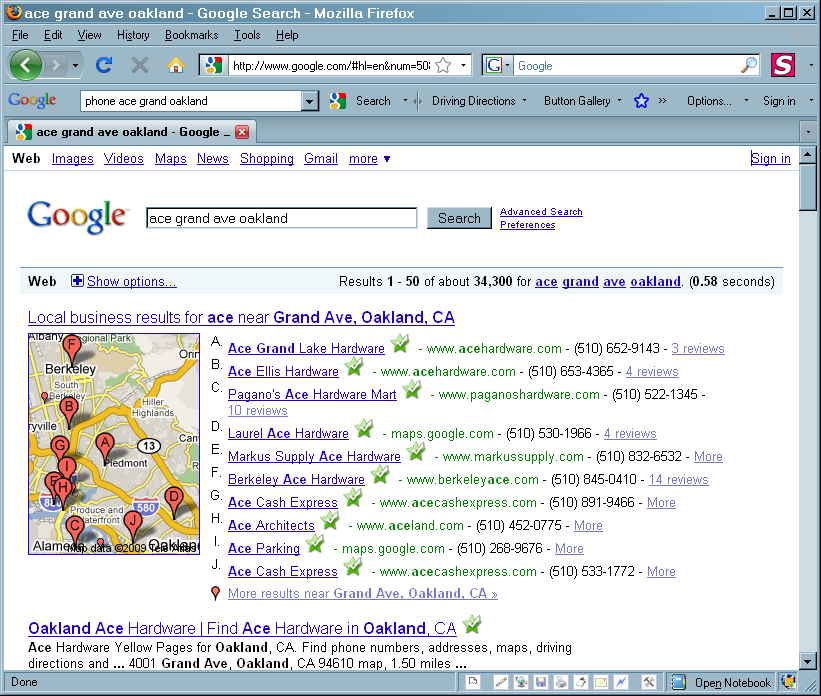 ace grand ave oakland - Google Search - Mozilla Firefox
File Edit View History Bookmarks Tools Help
http://www.google.com/#hl=en&num=50 G Google S
Google phone ace grand oakland Search Driving Directions Button Gallery » Options... Sign in
ace grand ave oakland - Google ...
Web Images Videos Maps News Shopping Gmail more ▼ Sign in
Google ace grand ave oakland Search Advanced Search
Preferences
Web Show options... Results 1 - 50 of about 34,300 for ace grand ave oakland. (0.58 seconds)
Local business results for ace near Grand Ave, Oakland, CA
A. Ace Grand Lake Hardware - www.acehardware.com - (510) 652-9143 - 3 reviews
B. Ace Ellis Hardware - www.acehardware.com - (510) 653-4365 - 4 reviews
C. Pagano's Ace Hardware Mart - www.paganoshardware.com - (510) 522-1345 -
10 reviews
D. Laurel Ace Hardware - maps.google.com - (510) 530-1966 - 4 reviews
E. Markus Supply Ace Hardware - www.markussupply.com - (510) 832-6532 - More
F. Berkeley Ace Hardware - www.berkeleyace.com - (510) 845-0410 - 14 reviews
G. Ace Cash Express - www.acecashexpress.com - (510) 891-9466 - More
H. Ace Architects - www.aceland.com - (510) 452-0775 - More
I. Ace Parking - maps.google.com - (510) 268-9676 - More
J. Ace Cash Express - www.acecashexpress.com - (510) 533-1772 - More
More results near Grand Ave, Oakland, CA »
Albany Regional Park
F Orin
Berkeley
South
Berkeley
B Hiller
Highlands
ryville
G A 13 Can
I Piedmont
E H
880 Produce and 580 D
Waterfront
C J
Alameda Oakland
Map data ©2009 Tele Atlas
Oakland Ace Hardware | Find Ace Hardware in Oakland, CA
Ace Hardware Yellow Pages for Oakland, CA. Find phone numbers, addresses, maps, driving
directions and ... 4001 Grand Ave, Oakland, CA 94610 map, 1.50 miles ...
Done Open Notebook